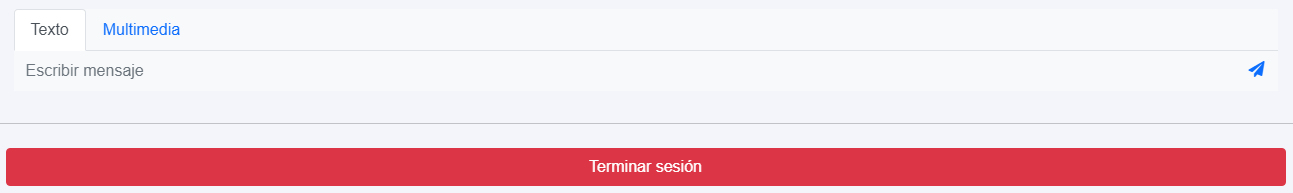 Texto Multimedia
Escribir mensaje
Terminar sesión